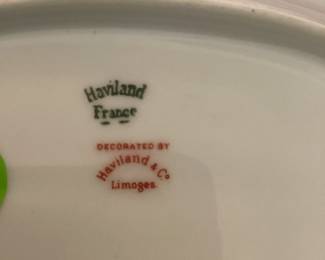 Haviland
France
DECORATED BY
Haviland & Co
Limoges.